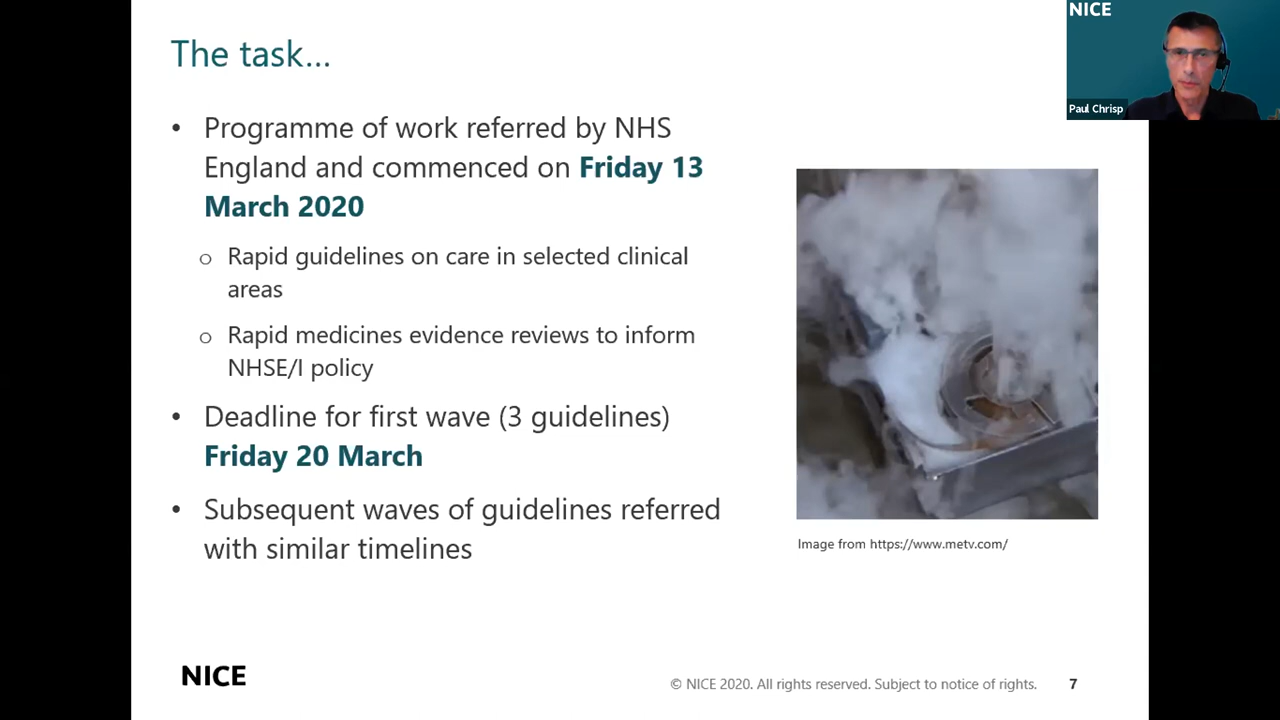 The task...
• Programme of work referred by NHS
England and commenced on Friday 13
March 2020
o Rapid guidelines on care in selected clinical
areas
o Rapid medicines evidence reviews to inform
NHSE/I policy
• Deadline for first wave (3 guidelines)
Friday 20 March
• Subsequent waves of guidelines referred
with similar timelines
Image from https://www.metv.com/
NICE
© NICE 2020. All rights reserved. Subject to notice of rights.
7
NICE
Paul Chrisp